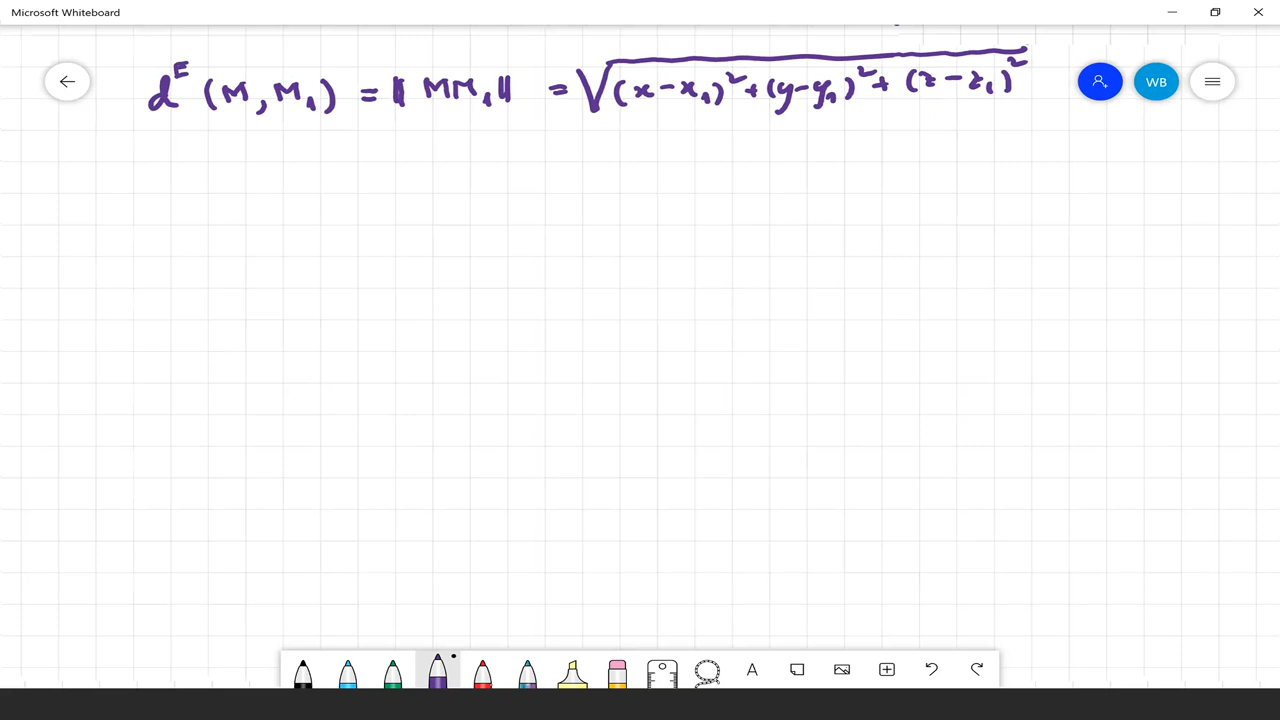 Microsoft Whiteboard
d^E (M, M₁) = ‖ MM₁‖ = √((x-x₁)²+(y-y₁)²+(z-z₁)²)
WB
A